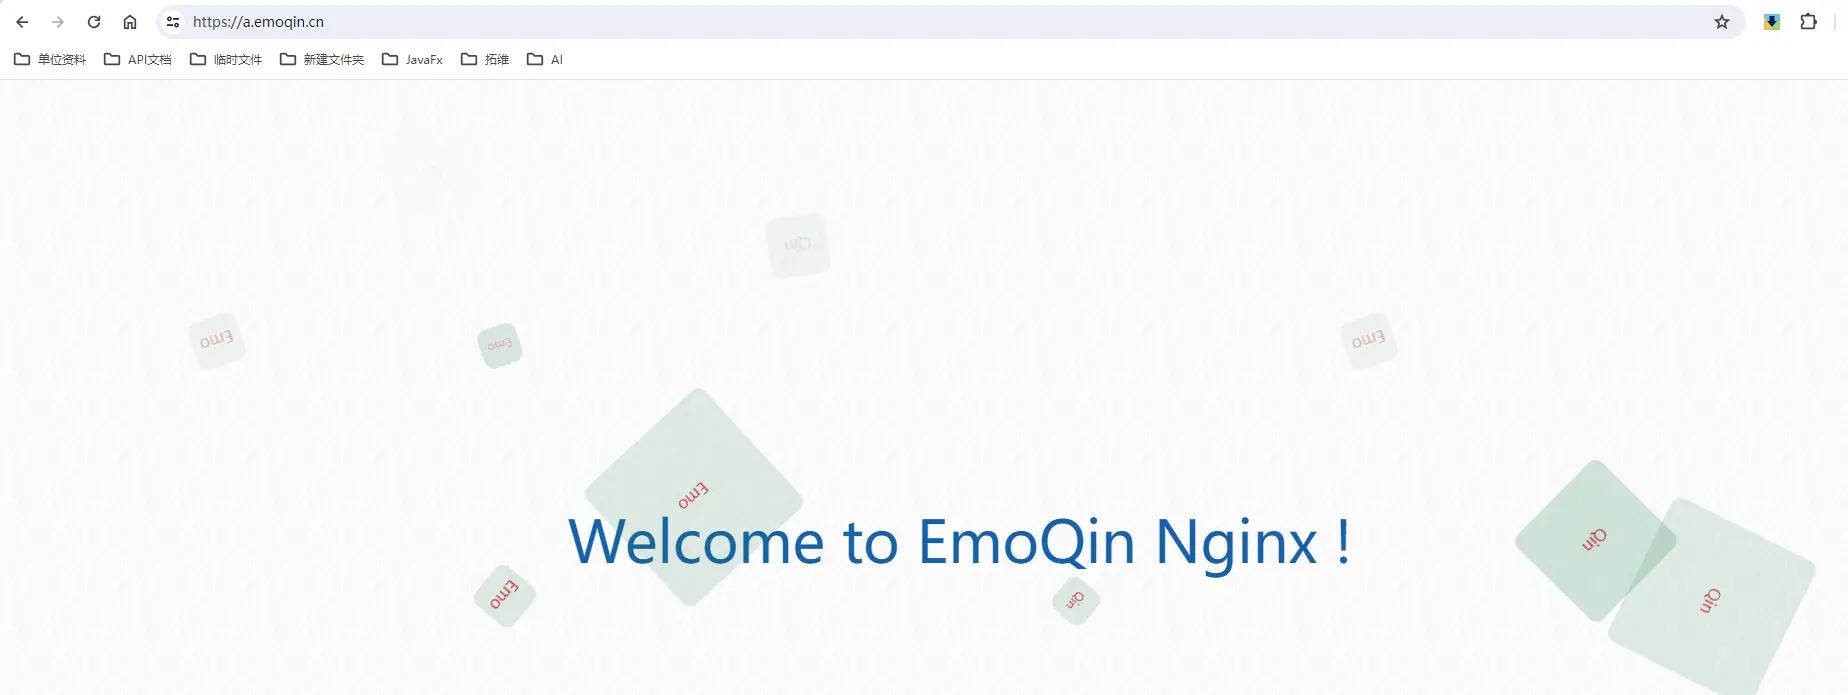 https://a.emoqin.cn
单位资料 API文档 临时文件 新建文件夹 JavaFx 拓维 AI
Qin
Emo Emo Emo
Emo
Welcome to EmoQin Nginx !
Qin
Emo Qin Qin